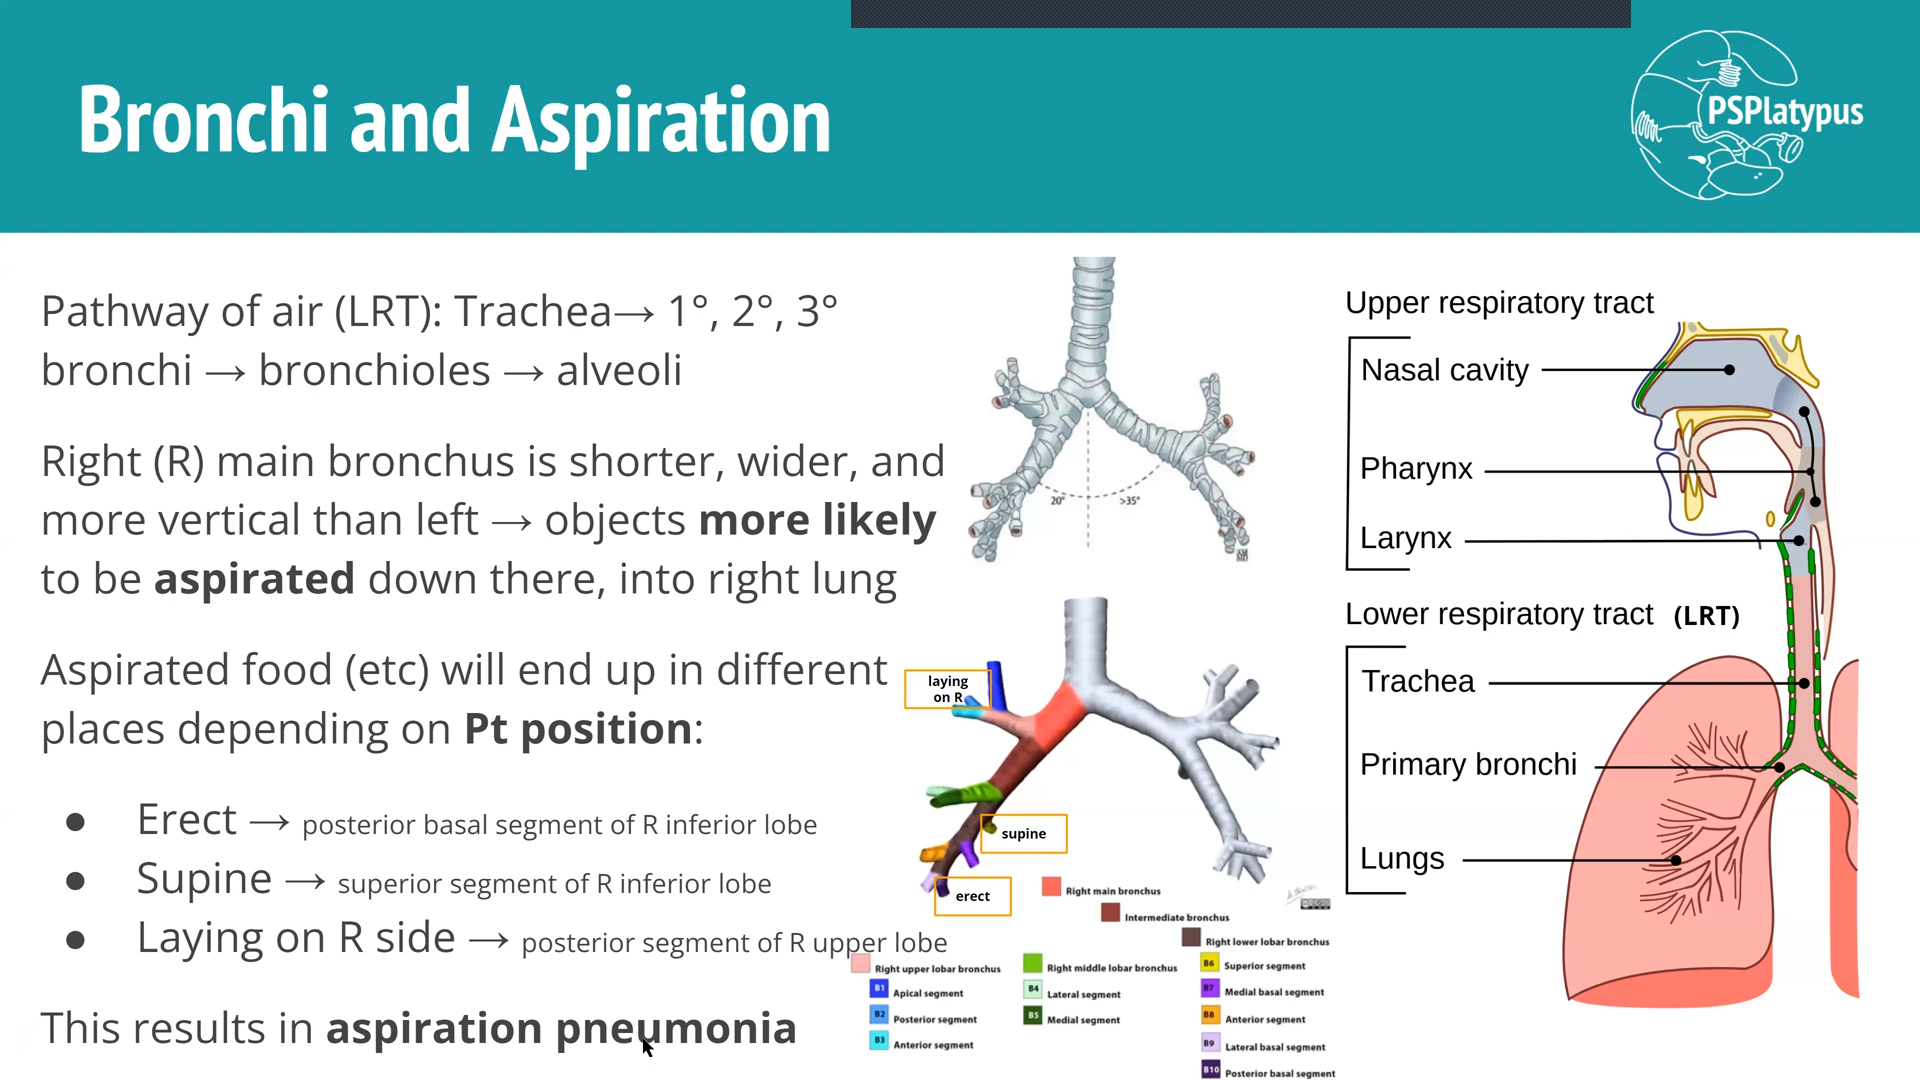 Bronchi and Aspiration
PSPlatypus
Pathway of air (LRT): Trachea→ 1°, 2°, 3°
bronchi → bronchioles → alveoli
Right (R) main bronchus is shorter, wider, and
more vertical than left → objects more likely
to be aspirated down there, into right lung
Aspirated food (etc) will end up in different
places depending on Pt position:
● Erect → posterior basal segment of R inferior lobe
● Supine → superior segment of R inferior lobe
● Laying on R side → posterior segment of R upper lobe
This results in aspiration pneumonia
20°
>35°
laying
on R
supine
erect
Right main bronchus
Intermediate bronchus
Right lower lobar bronchus
Right upper lobar bronchus
B1 Apical segment
B2 Posterior segment
B3 Anterior segment
Right middle lobar bronchus
B4 Lateral segment
B5 Medial segment
B6 Superior segment
B7 Medial basal segment
B8 Anterior segment
B9 Lateral basal segment
B10 Posterior basal segment
Upper respiratory tract
Nasal cavity
Pharynx
Larynx
Lower respiratory tract (LRT)
Trachea
Primary bronchi
Lungs